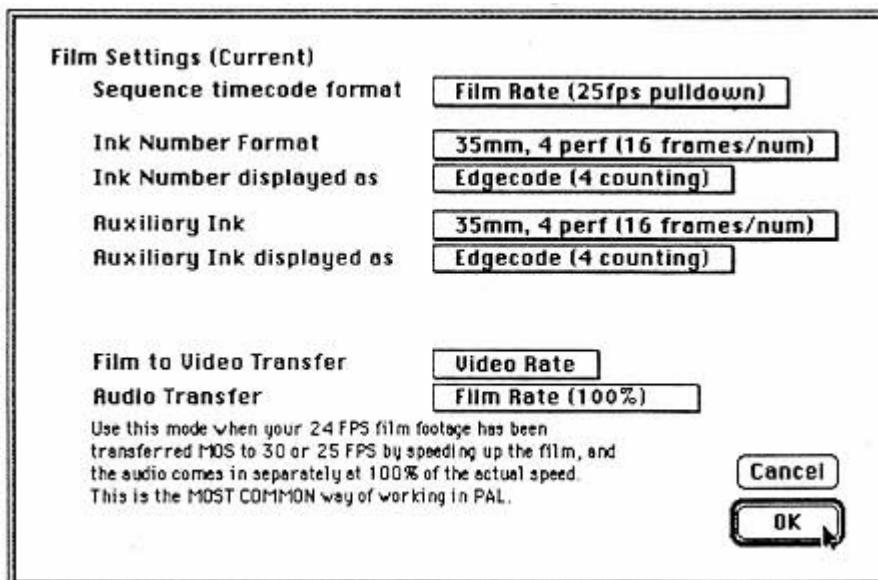 Film Settings (Current)
Sequence timecode format Film Rate (25fps pulldown)
Ink Number Format 35mm, 4 perf (16 frames/num)
Ink Number displayed as Edgecode (4 counting)
Auxiliary Ink 35mm, 4 perf (16 frames/num)
Auxiliary Ink displayed as Edgecode (4 counting)
Film to Video Transfer Video Rate
Audio Transfer Film Rate (100%)
Use this mode when your 24 FPS film footage has been
transferred MOS to 30 or 25 FPS by speeding up the film, and
the audio comes in separately at 100% of the actual speed.
This is the MOST COMMON way of working in PAL.
Cancel
OK